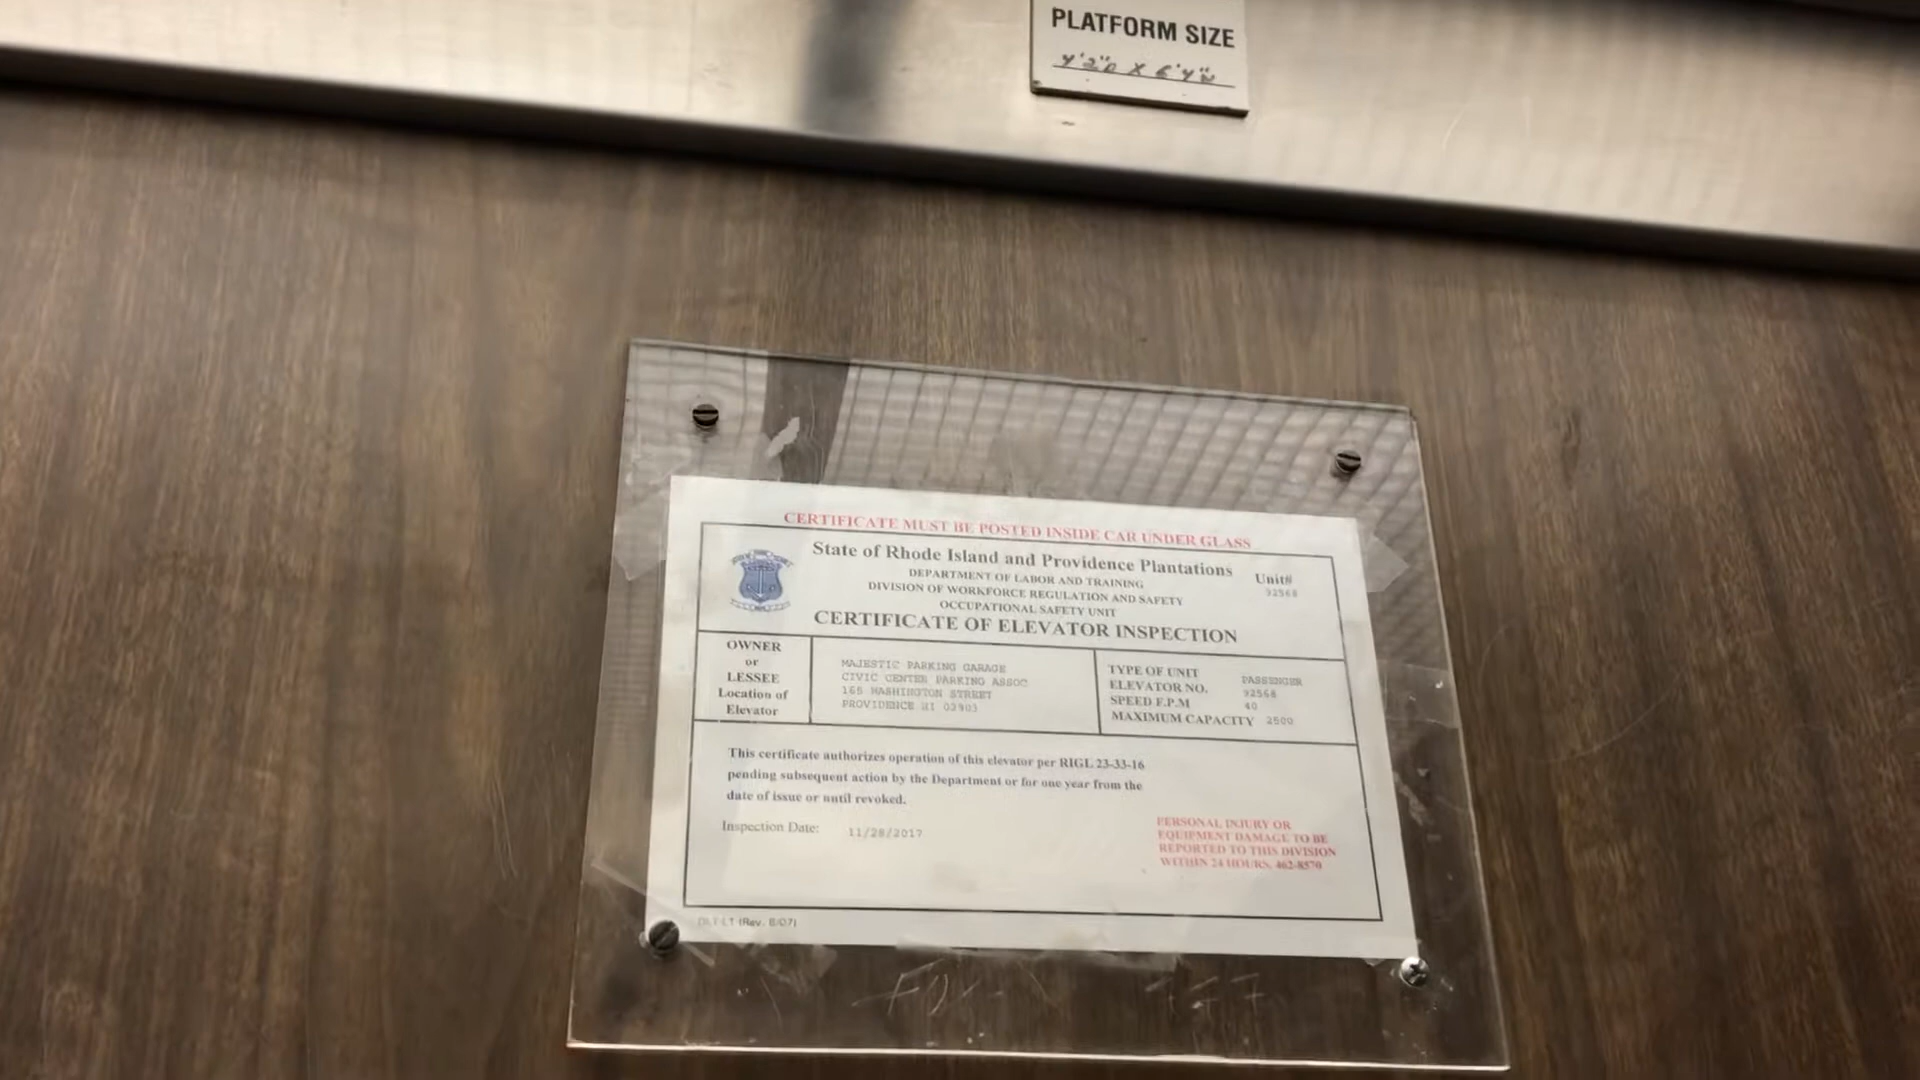 PLATFORM SIZE
4'2"D X 6'4"W
CERTIFICATE MUST BE POSTED INSIDE CAR UNDER GLASS
State of Rhode Island and Providence Plantations
DEPARTMENT OF LABOR AND TRAINING
DIVISION OF WORKFORCE REGULATION AND SAFETY
OCCUPATIONAL SAFETY UNIT
CERTIFICATE OF ELEVATOR INSPECTION
Unit#
92568
OWNER
or
LESSEE
Location of
Elevator
MAJESTIC PARKING GARAGE
CIVIC CENTER PARKING ASSOC
165 WASHINGTON STREET
PROVIDENCE RI 02903
TYPE OF UNIT PASSENGER
ELEVATOR NO. 92568
SPEED F.P.M 40
MAXIMUM CAPACITY 2500
This certificate authorizes operation of this elevator per RIGL 23-33-16
pending subsequent action by the Department or for one year from the
date of issue or until revoked.
Inspection Date: 11/28/2017
PERSONAL INJURY OR
EQUIPMENT DAMAGE TO BE
REPORTED TO THIS DIVISION
WITHIN 24 HOURS, 462-8570
(Rev. 8/07)